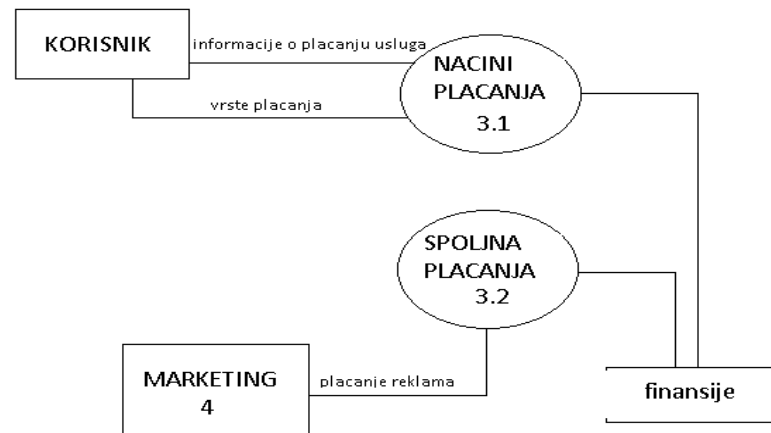 KORISNIK
informacije o placanju usluga
vrste placanja
NACINI
PLACANJA
3.1
SPOLJNA
PLACANJA
3.2
MARKETING
4
placanje reklama
finansije